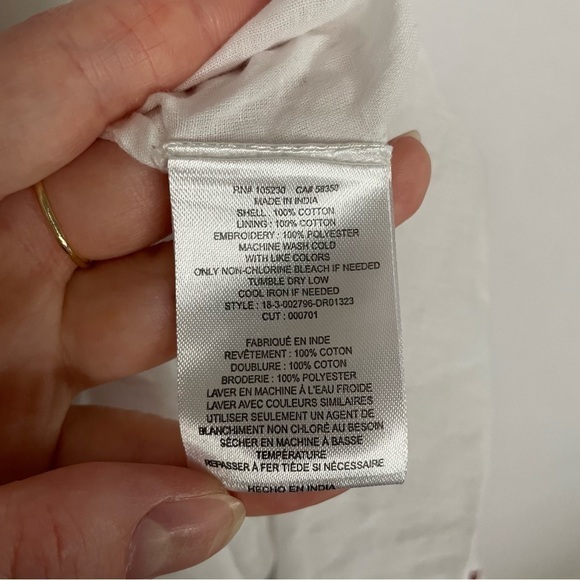 RN# 105230 CA# 58350
MADE IN INDIA
SHELL : 100% COTTON
LINING : 100% COTTON
EMBROIDERY : 100% POLYESTER
MACHINE WASH COLD
WITH LIKE COLORS
ONLY NON-CHLORINE BLEACH IF NEEDED
TUMBLE DRY LOW
COOL IRON IF NEEDED
STYLE : 18-3-002796-DR01323
CUT : 000701
FABRIQUÉ EN INDE
REVÊTEMENT : 100% COTON
DOUBLURE : 100% COTON
BRODERIE : 100% POLYESTER
LAVER EN MACHINE À L'EAU FROIDE
LAVER AVEC COULEURS SIMILAIRES
UTILISER SEULEMENT UN AGENT DE
BLANCHIMENT NON CHLORÉ AU BESOIN
SÉCHER EN MACHINE À BASSE
TEMPÉRATURE
REPASSER À FER TIÈDE SI NÉCESSAIRE
HECHO EN INDIA